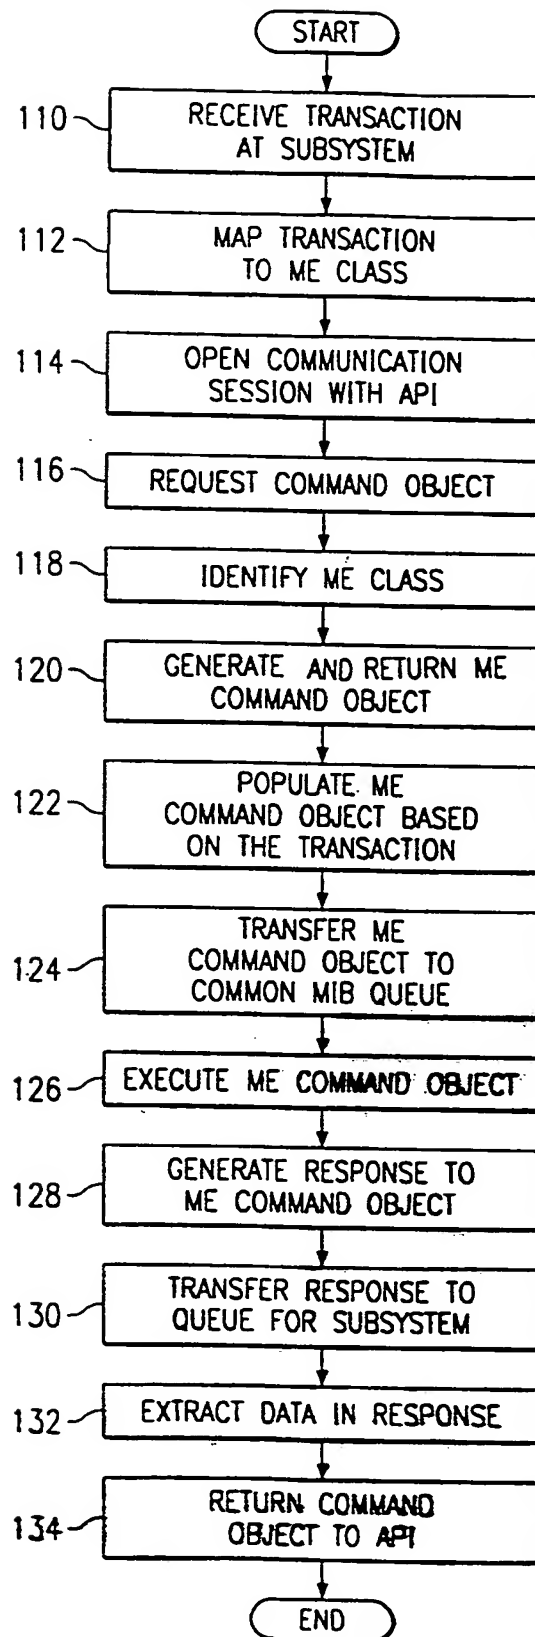 START
110
RECEIVE TRANSACTION
AT SUBSYSTEM
112
MAP TRANSACTION
TO ME CLASS
114
OPEN COMMUNICATION
SESSION WITH API
116
REQUEST COMMAND OBJECT
118
IDENTIFY ME CLASS
120
GENERATE AND RETURN ME
COMMAND OBJECT
122
POPULATE ME
COMMAND OBJECT BASED
ON THE TRANSACTION
124
TRANSFER ME
COMMAND OBJECT TO
COMMON MIB QUEUE
126
EXECUTE ME COMMAND OBJECT
128
GENERATE RESPONSE TO
ME COMMAND OBJECT
130
TRANSFER RESPONSE TO
QUEUE FOR SUBSYSTEM
132
EXTRACT DATA IN RESPONSE
134
RETURN COMMAND
OBJECT TO API
END